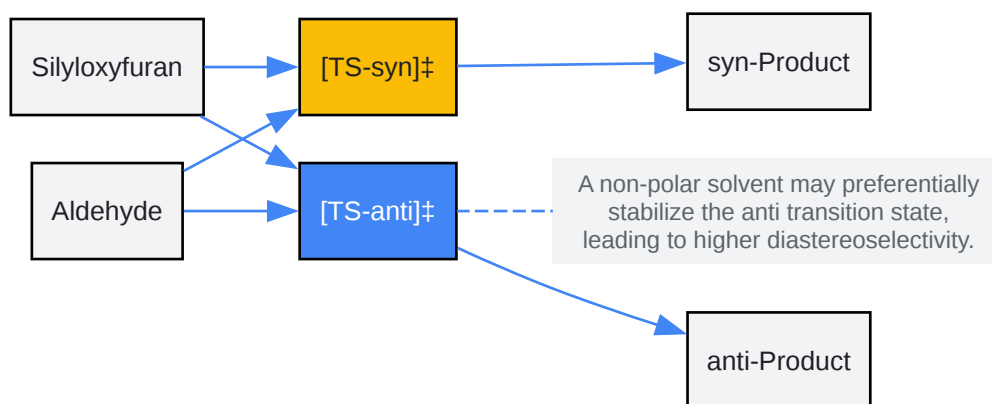 Silyloxyfuran
[TS-syn]‡
syn-Product
Aldehyde
[TS-anti]‡
A non-polar solvent may preferentially
stabilize the anti transition state,
leading to higher diastereoselectivity.
anti-Product